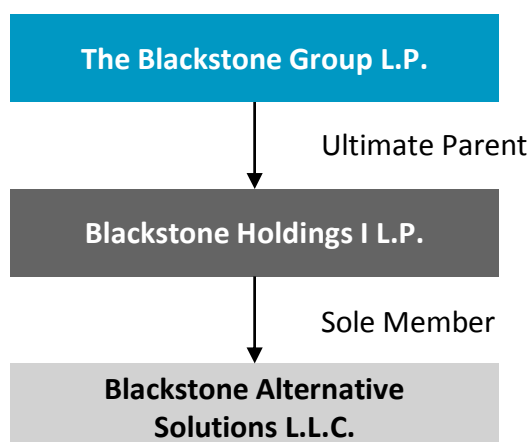 The Blackstone Group L.P.
Ultimate Parent
Blackstone Holdings I L.P.
Sole Member
Blackstone Alternative
Solutions L.L.C.